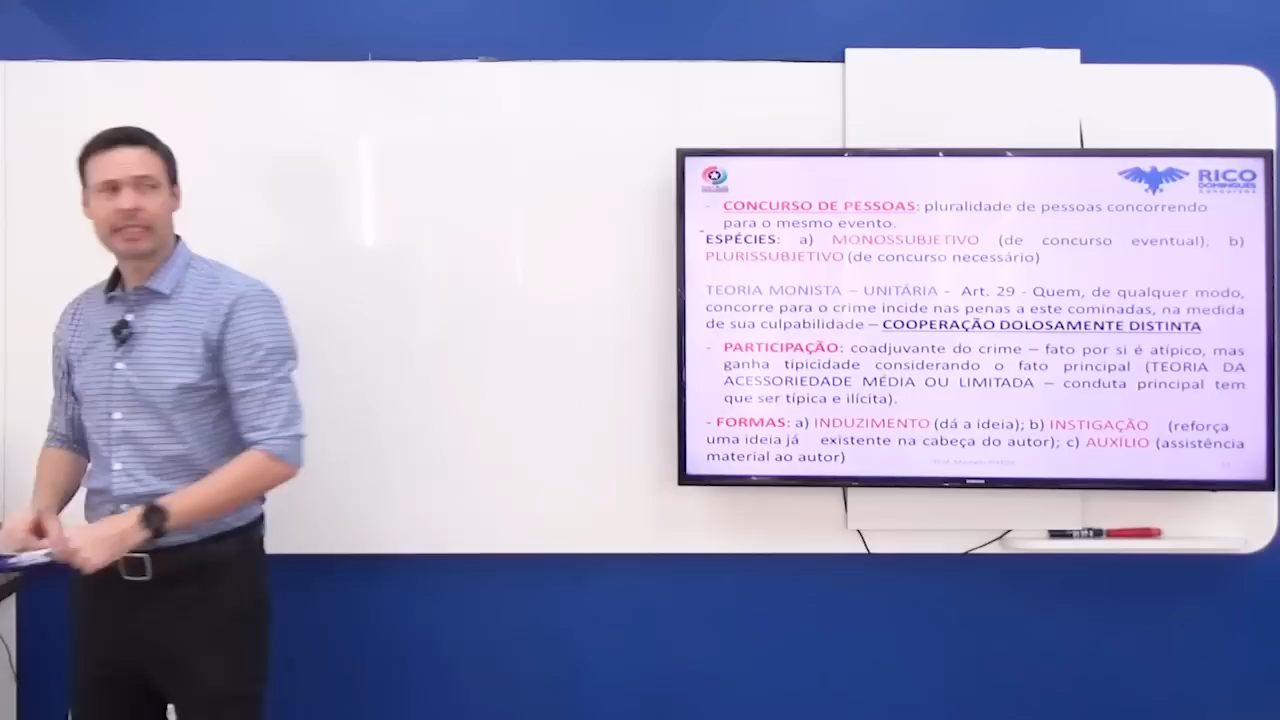 RICO
DOMINGUES
CONCURSOS
- CONCURSO DE PESSOAS: pluralidade de pessoas concorrendo
para o mesmo evento.
ESPÉCIES: a) MONOSSUBJETIVO (de concurso eventual); b)
PLURISSUBJETIVO (de concurso necessário)
TEORIA MONISTA – UNITÁRIA - Art. 29 - Quem, de qualquer modo,
concorre para o crime incide nas penas a este cominadas, na medida
de sua culpabilidade – COOPERAÇÃO DOLOSAMENTE DISTINTA
- PARTICIPAÇÃO: coadjuvante do crime – fato por si é atípico, mas
ganha tipicidade considerando o fato principal (TEORIA DA
ACESSORIEDADE MÉDIA OU LIMITADA – conduta principal tem
que ser típica e ilícita).
- FORMAS: a) INDUZIMENTO (dá a ideia); b) INSTIGAÇÃO (reforça
uma ideia já existente na cabeça do autor); c) AUXÍLIO (assistência
material ao autor)